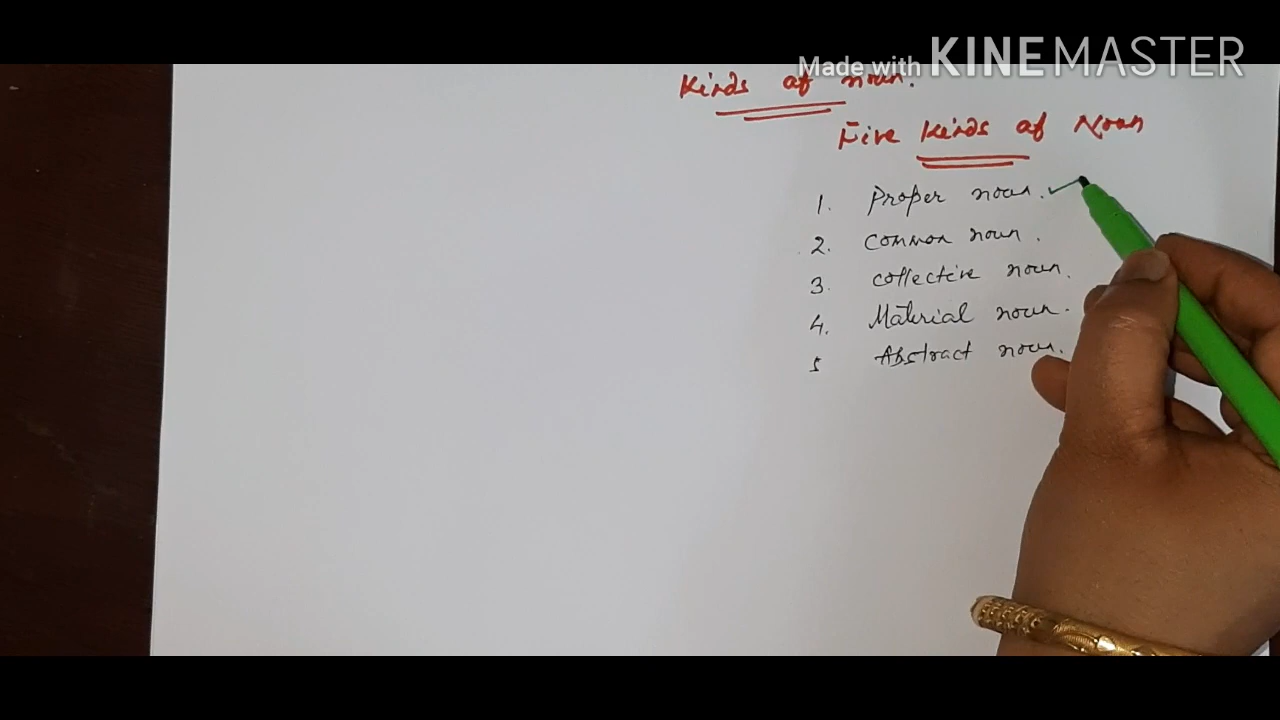 Made with KINEMASTER
Kinds of noun.
Five Kinds of Noun
1. Proper noun.
2. Common noun.
3. Collective noun.
4. Material noun.
5 Abstract noun.